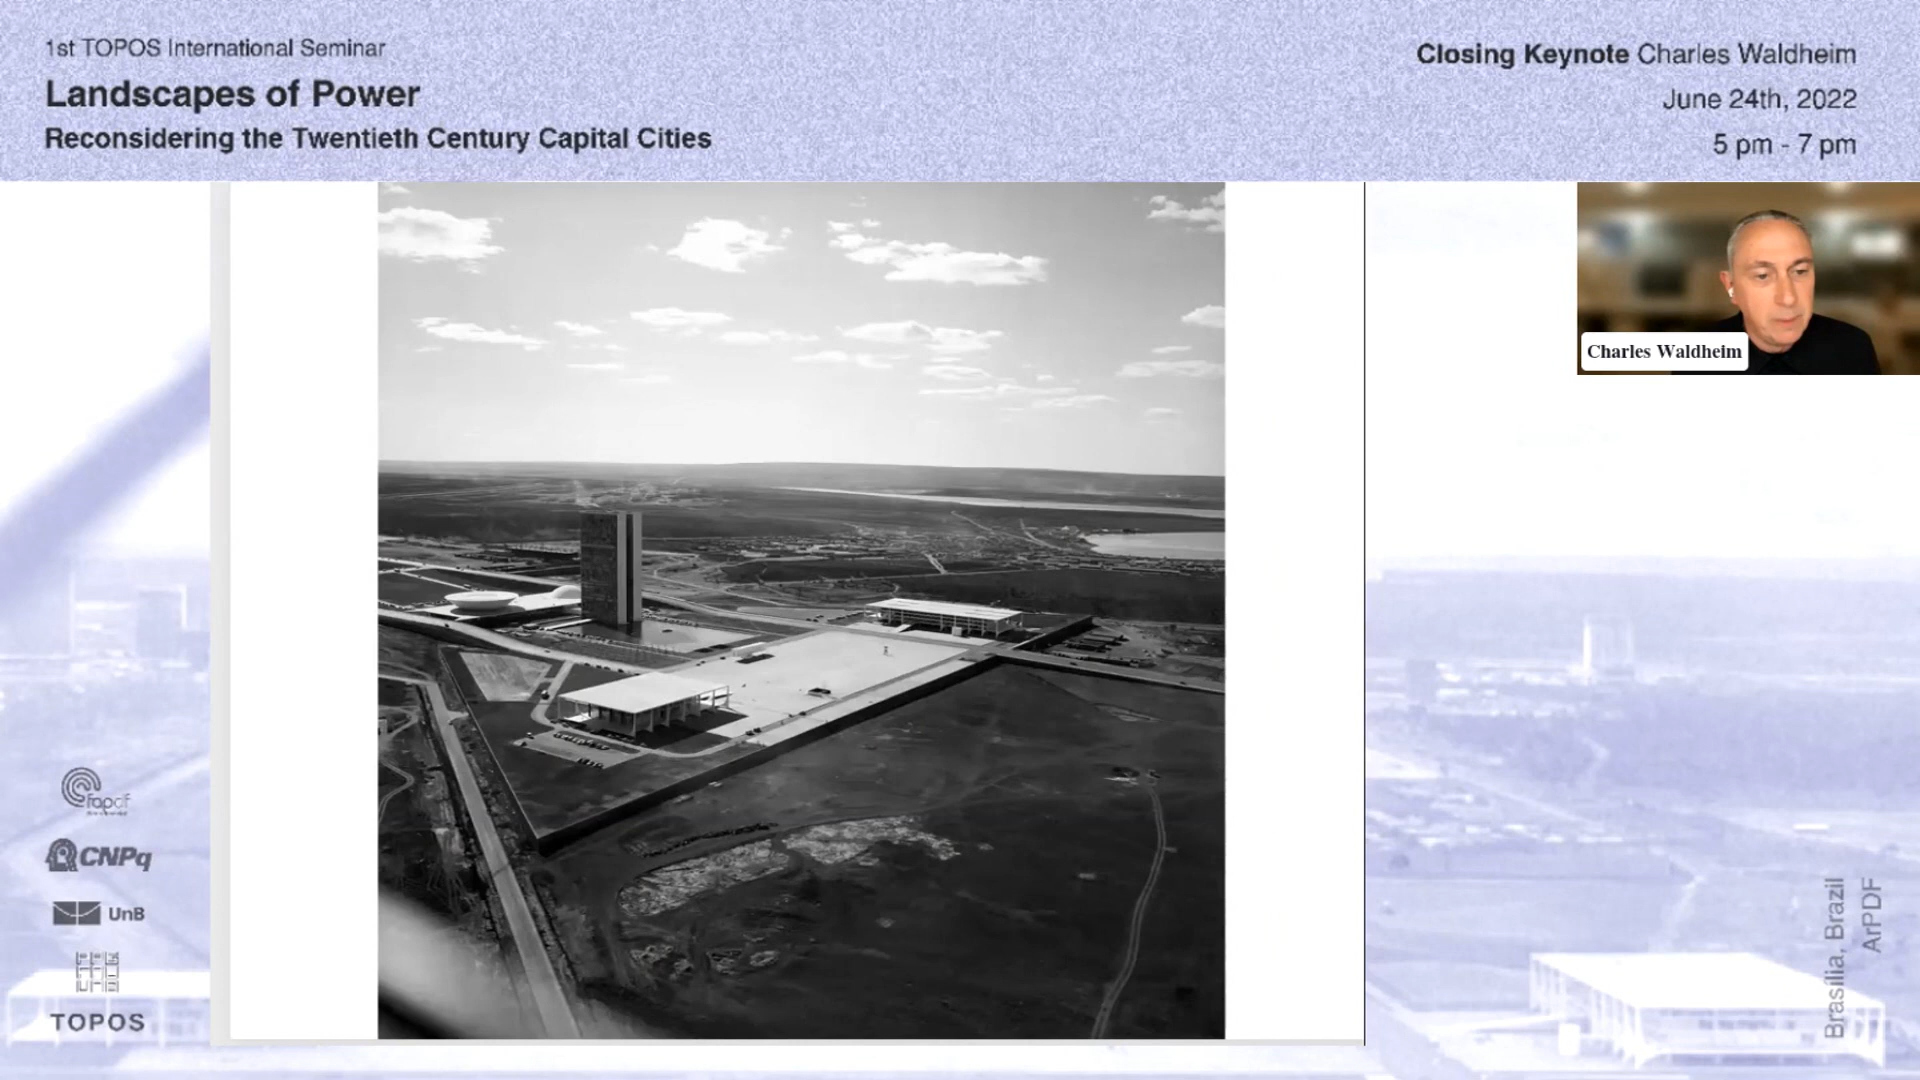 1st TOPOS International Seminar
Landscapes of Power
Reconsidering the Twentieth Century Capital Cities
Closing Keynote Charles Waldheim
June 24th, 2022
5 pm - 7 pm
Charles Waldheim
fapdf
CNPq
UnB
TOPOS
Brasília, Brazil
ArPDF